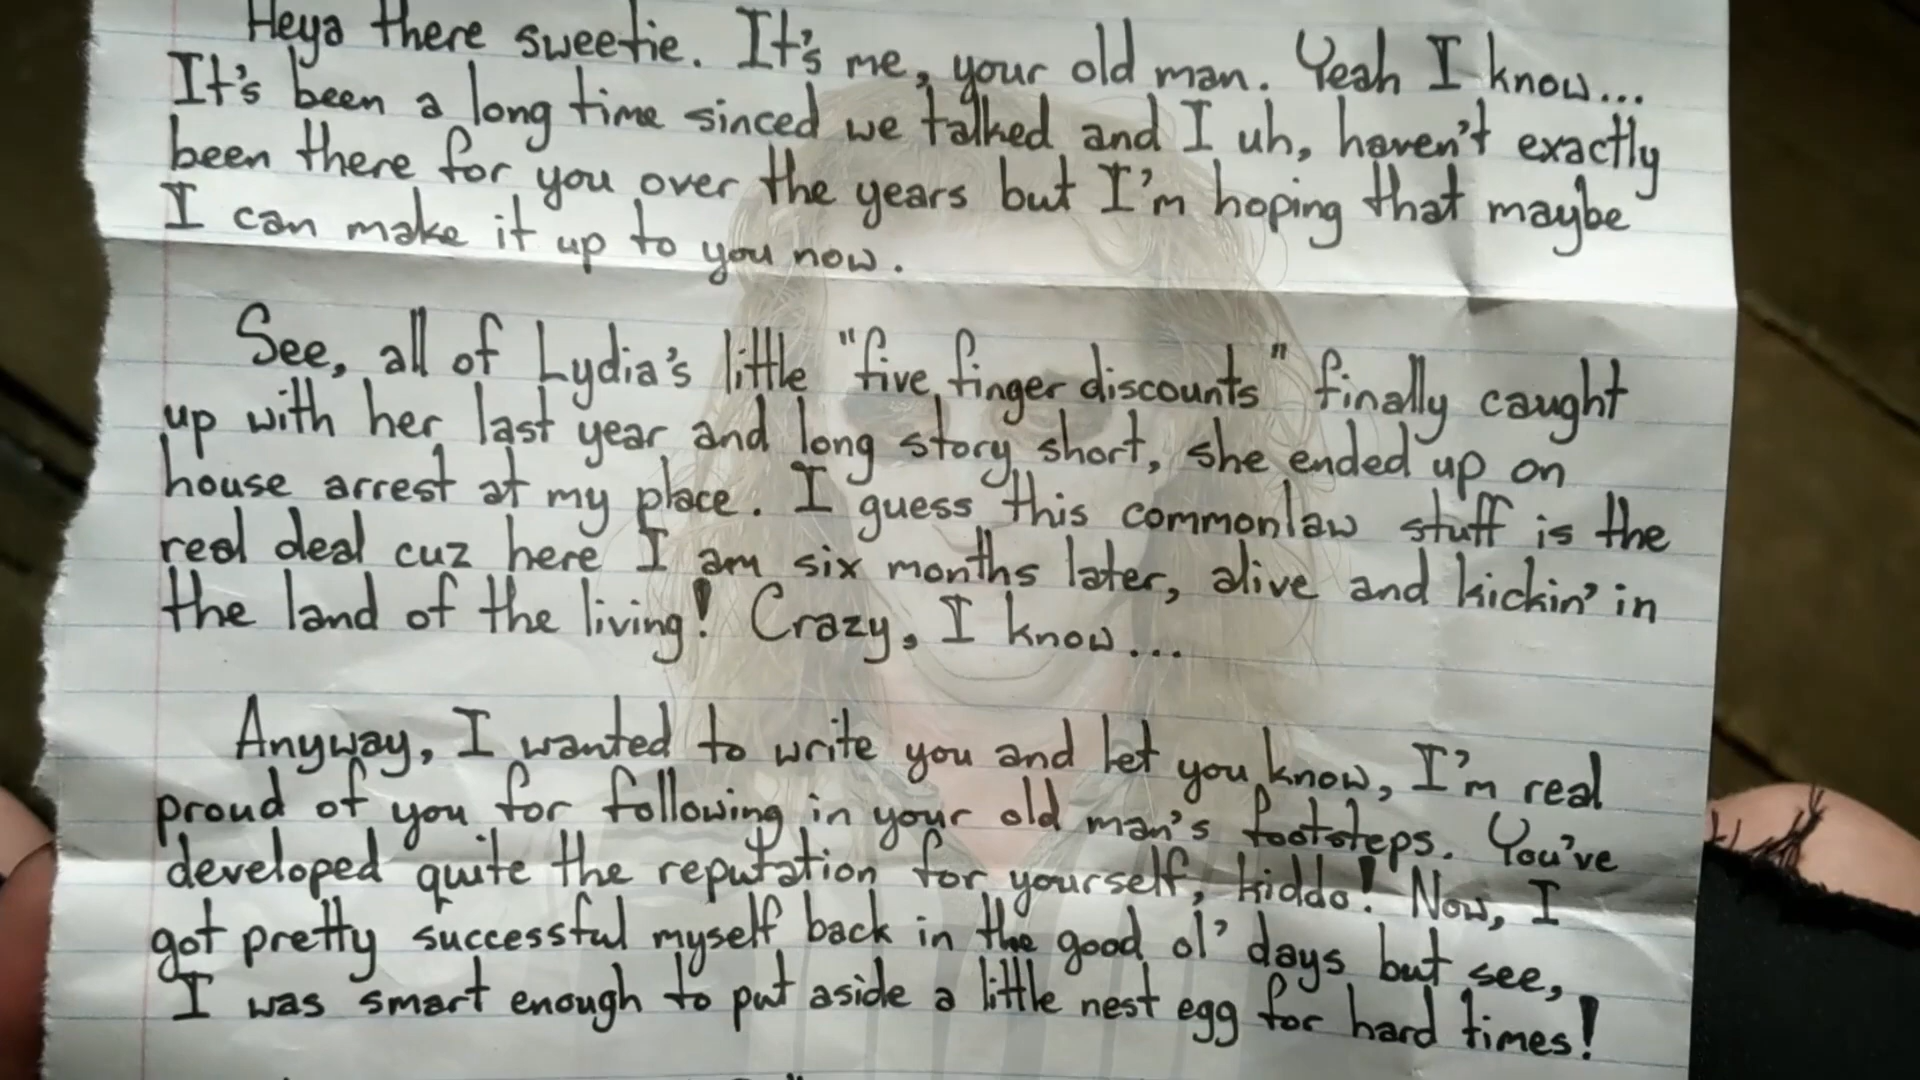 Heya there sweetie. It's me, your old man. Yeah I know...
It's been a long time sinced we talked and I uh, haven't exactly
been there for you over the years but I'm hoping that maybe
I can make it up to you now.
See, all of Lydia's little "five finger discounts" finally caught
up with her last year and long story short, she ended up on
house arrest at my place. I guess this commonlaw stuff is the
real deal cuz here I am six months later, alive and kickin' in
the land of the living! Crazy, I know...
Anyway, I wanted to write you and let you know, I'm real
proud of you for following in your old man's footsteps. You've
developed quite the reputation for yourself, kiddo! Now, I
got pretty successful myself back in the good ol' days but see,
I was smart enough to put aside a little nest egg for hard times!